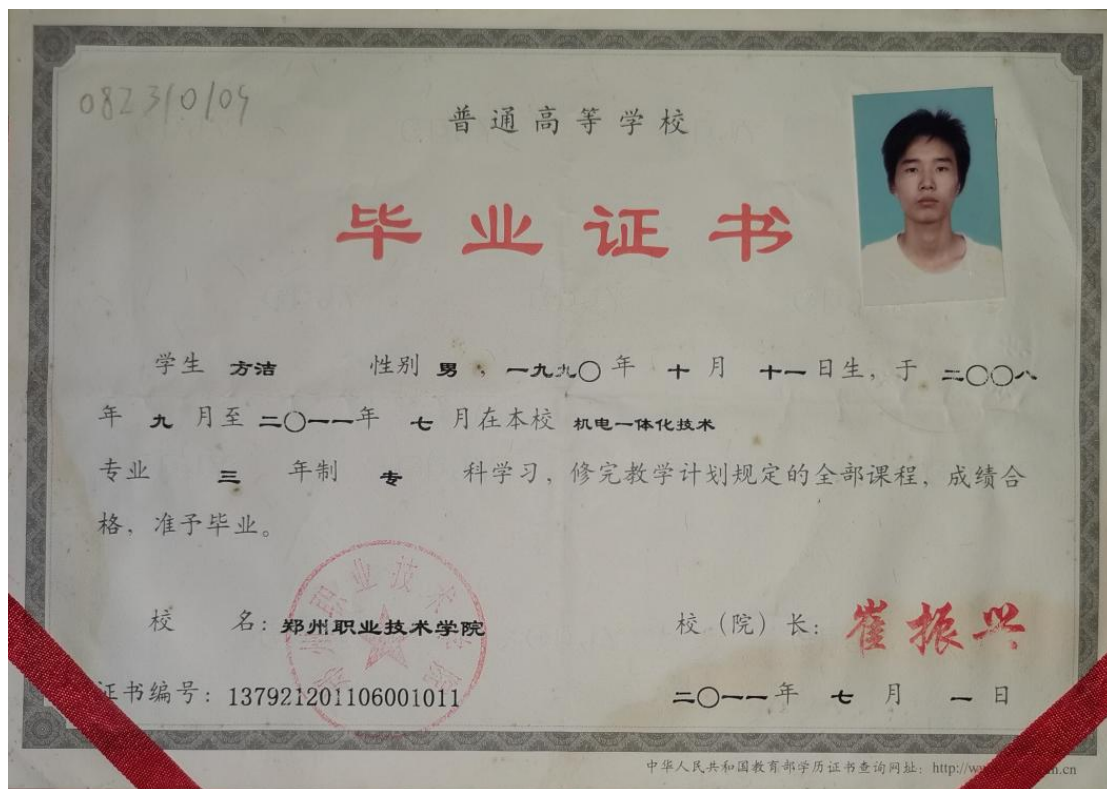 08231010
普通高等学校
毕业证书
学生 方洁 性别 男 ,一九九〇年 十 月 十一日生,于 二〇〇八
年 九 月至 二〇一一年 七 月在本校 机电一体化技术
专业 三 年制 专 科学习,修完教学计划规定的全部课程,成绩合
格,准予毕业。
职业技术
校 名:郑州职业技术学院
校(院)长:崔振兴
证书编号:137921201106001011
二〇一一年 七 月 一日
中华人民共和国教育部学历证书查询网址:http://w
.cn